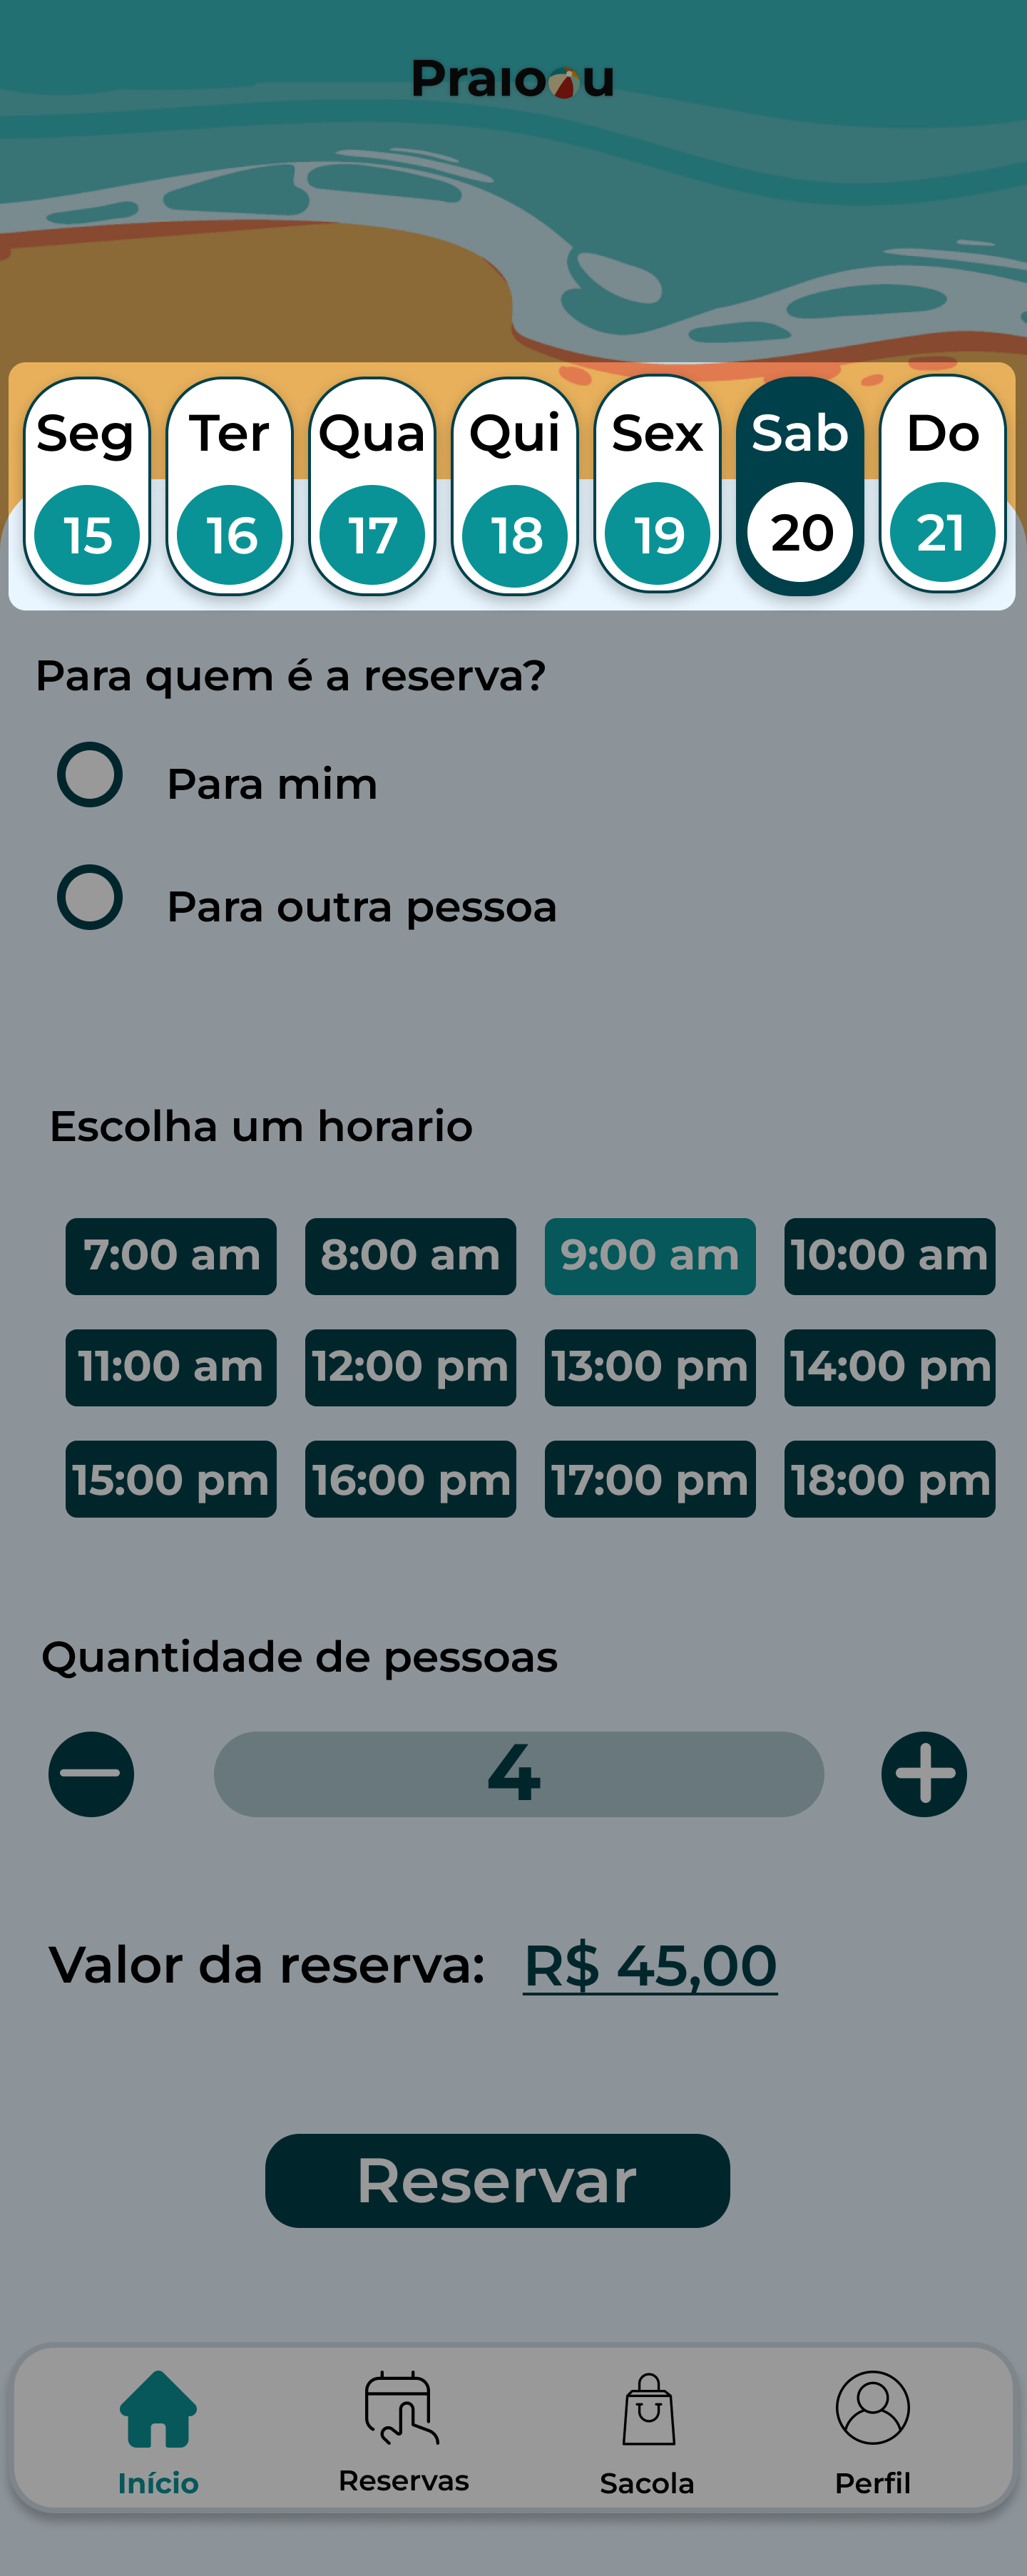 Praiou
Seg Ter Qua Qui Sex Sab Do
15 16 17 18 19 20 21
Para quem é a reserva?
Para mim
Para outra pessoa
Escolha um horario
7:00 am 8:00 am 9:00 am 10:00 am
11:00 am 12:00 pm 13:00 pm 14:00 pm
15:00 pm 16:00 pm 17:00 pm 18:00 pm
Quantidade de pessoas
4
Valor da reserva: R$ 45,00
Reservar
Início Reservas Sacola Perfil